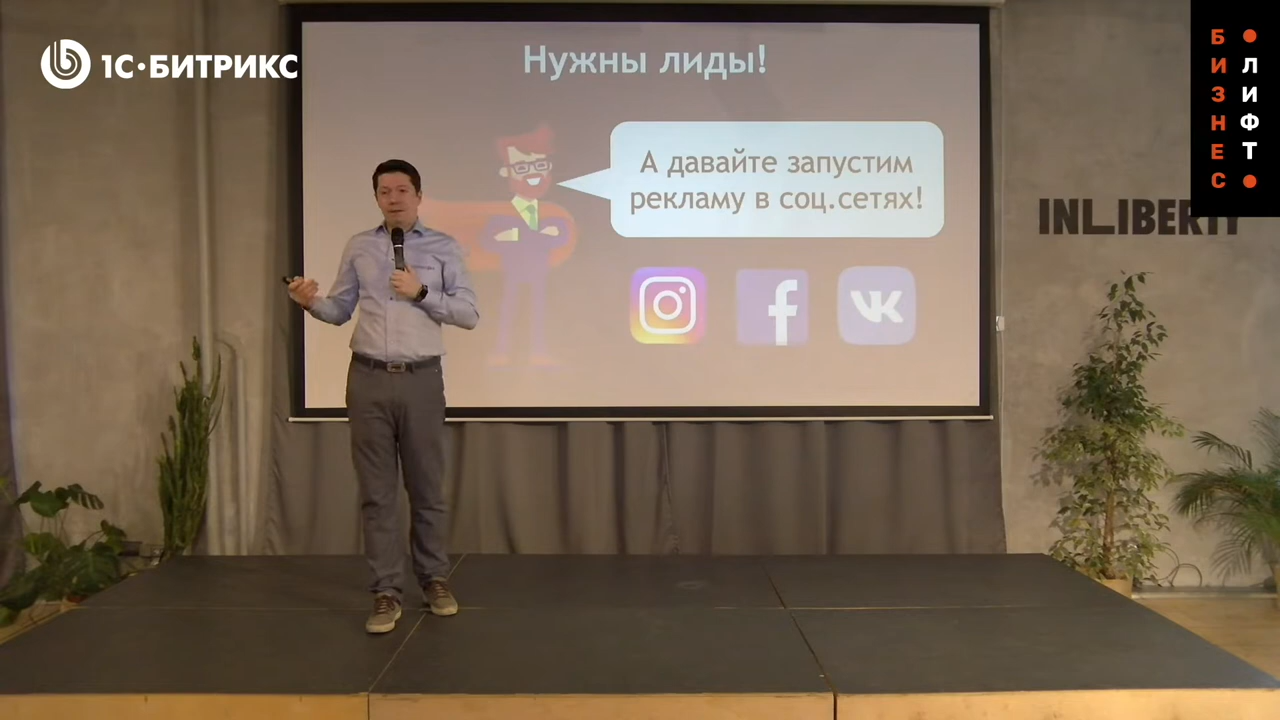 1С·БИТРИКС
Нужны лиды!
А давайте запустим
рекламу в соц.сетях!
БИЗНЕС
ЛИФТ
INLIBERTY